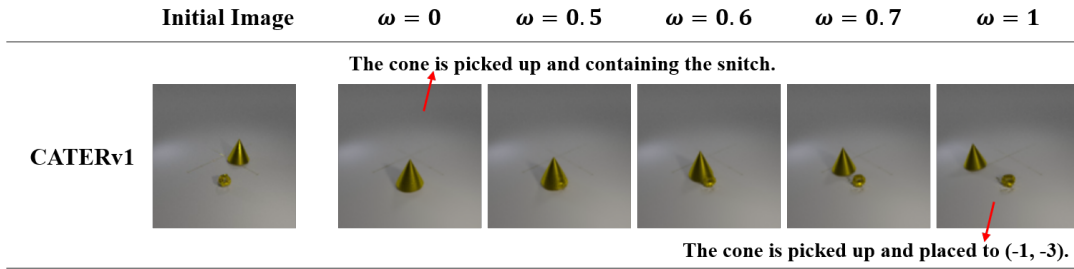 Initial Image ω = 0 ω = 0.5 ω = 0.6 ω = 0.7 ω = 1
The cone is picked up and containing the snitch.
CATERv1
The cone is picked up and placed to (-1, -3).